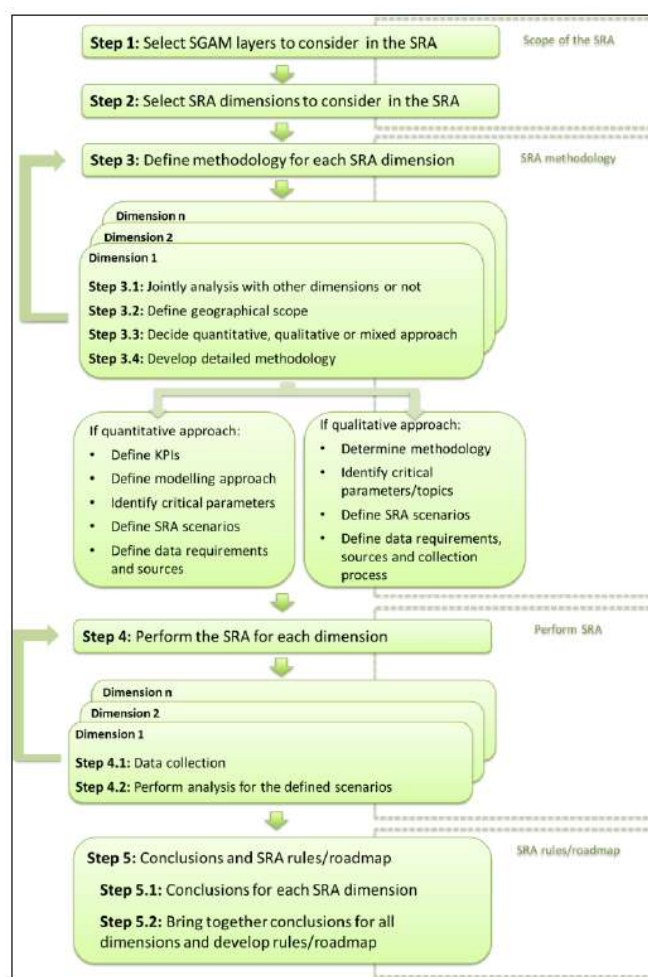 Step 1: Select SGAM layers to consider in the SRA
Scope of the SRA
Step 2: Select SRA dimensions to consider in the SRA
Step 3: Define methodology for each SRA dimension
SRA methodology
Dimension n
Dimension 2
Dimension 1
Step 3.1: Jointly analysis with other dimensions or not
Step 3.2: Define geographical scope
Step 3.3: Decide quantitative, qualitative or mixed approach
Step 3.4: Develop detailed methodology
If quantitative approach:
• Define KPIs
• Define modelling approach
• Identify critical parameters
• Define SRA scenarios
• Define data requirements
and sources
If qualitative approach:
• Determine methodology
• Identify critical
parameters/topics
• Define SRA scenarios
• Define data requirements,
sources and collection
process
Step 4: Perform the SRA for each dimension
Perform SRA
Dimension n
Dimension 2
Dimension 1
Step 4.1: Data collection
Step 4.2: Perform analysis for the defined scenarios
Step 5: Conclusions and SRA rules/roadmap
SRA rules/roadmap
Step 5.1: Conclusions for each SRA dimension
Step 5.2: Bring together conclusions for all
dimensions and develop rules/roadmap